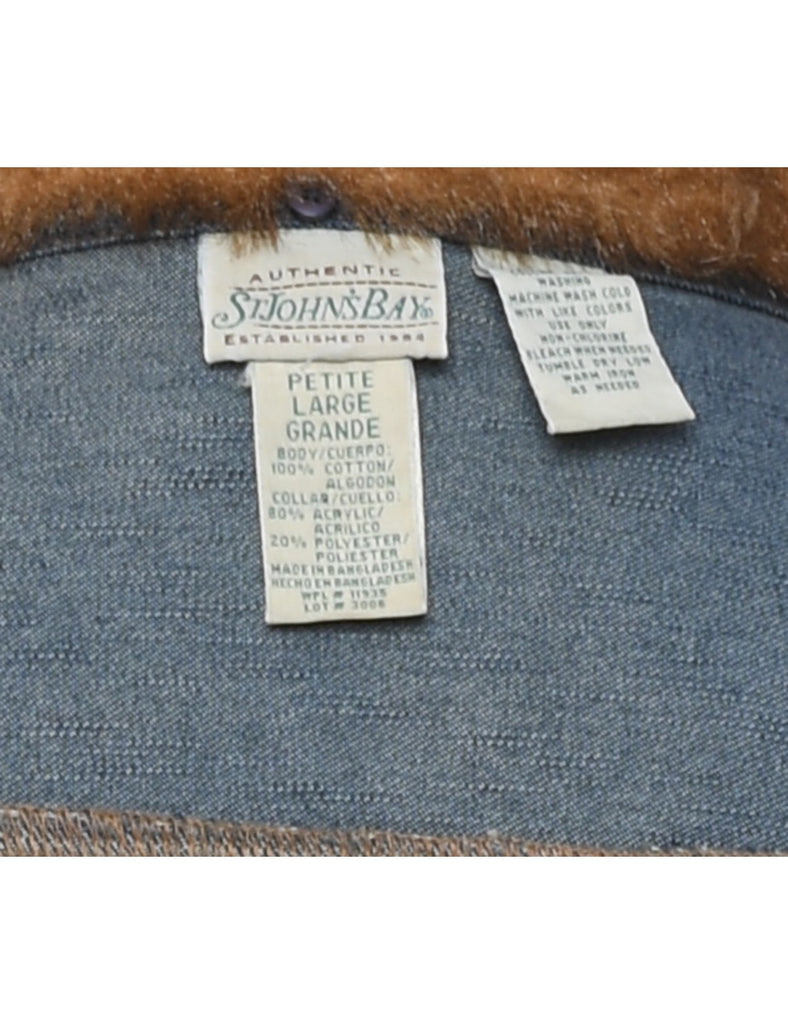 AUTHENTIC
ST.JOHN'S BAY
ESTABLISHED 1984
PETITE
LARGE
GRANDE
BODY/CUERPO:
100% COTTON/
ALGODON
COLLAR/CUELLO:
80% ACRYLIC/
ACRILICO
20% POLYESTER/
POLIESTER
MADE IN BANGLADESH
HECHO EN BANGLADESH
WPL # 11935
LOT # 3006
WASHING
MACHINE WASH COLD
WITH LIKE COLORS
USE ONLY
NON-CHLORINE
BLEACH WHEN NEEDED
TUMBLE DRY LOW
WARM IRON
AS NEEDED